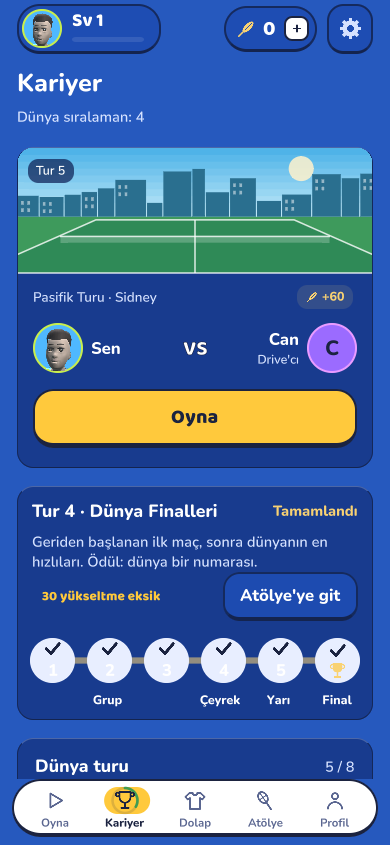 Sv 1
0
+
Kariyer
Dünya sıralaman: 4
Tur 5
Pasifik Turu · Sidney
+60
Sen
VS
Can
Drive'cı
C
Oyna
Tur 4 · Dünya Finalleri
Tamamlandı
Geriden başlanan ilk maç, sonra dünyanın en
hızlıları. Ödül: dünya bir numarası.
30 yükseltme eksik
Atölye'ye git
1
2
3
4
5
Grup
Çeyrek
Yarı
Final
Dünya turu
5 / 8
Oyna
Kariyer
Dolap
Atölye
Profil